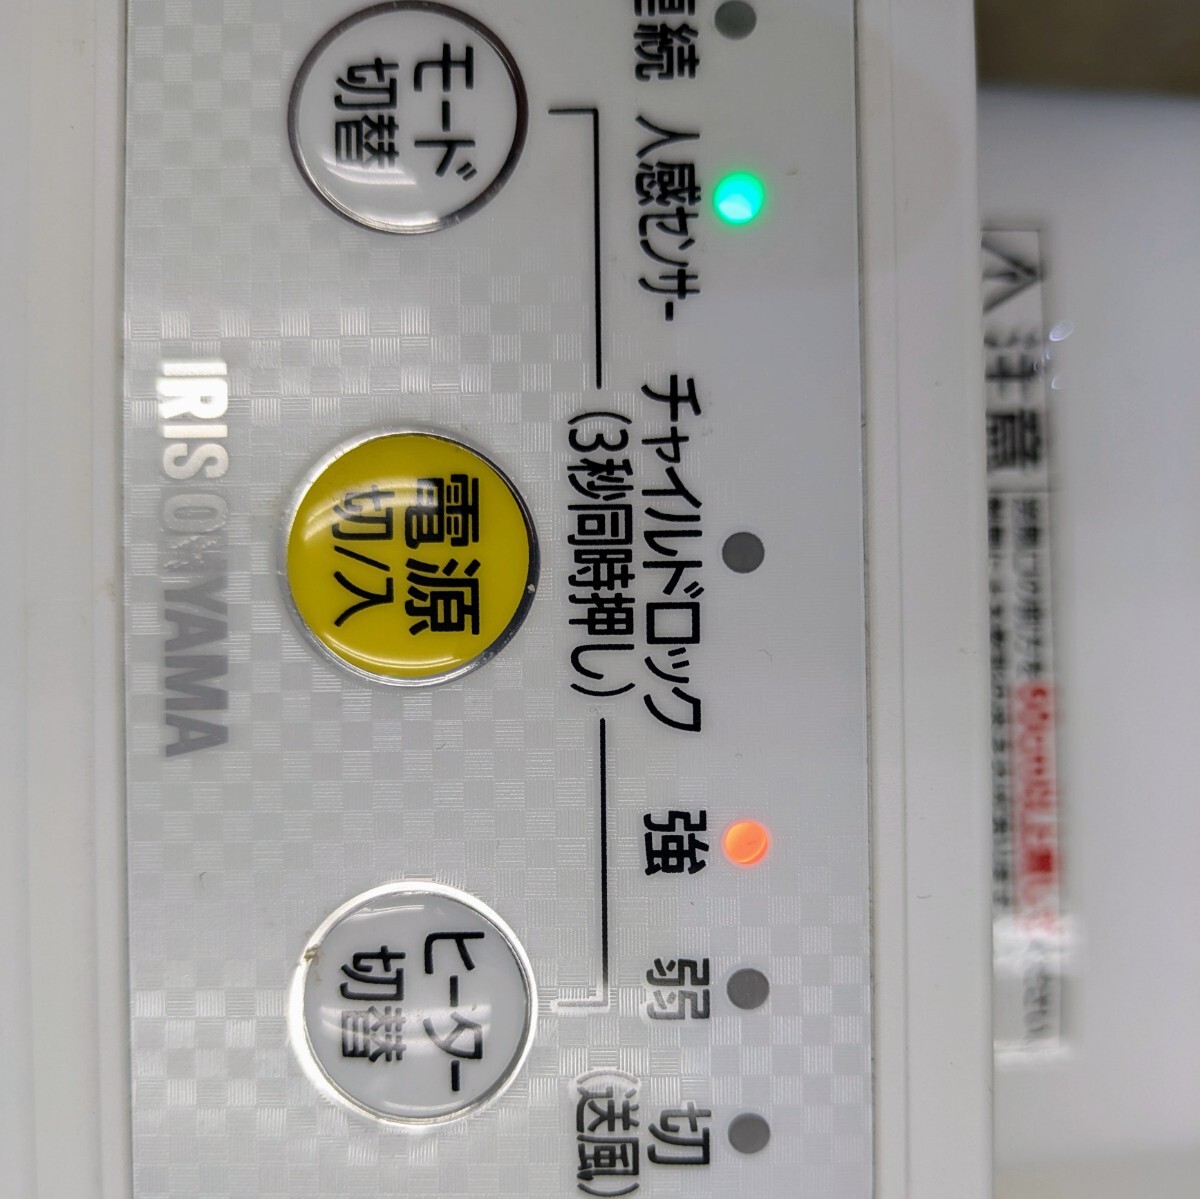 連続
人感センサー
チャイルドロック
(3秒同時押し)
強
弱
切
(送風)
モード
切替
電源
切/入
ヒーター
切替
IRIS OHYAMA
注意